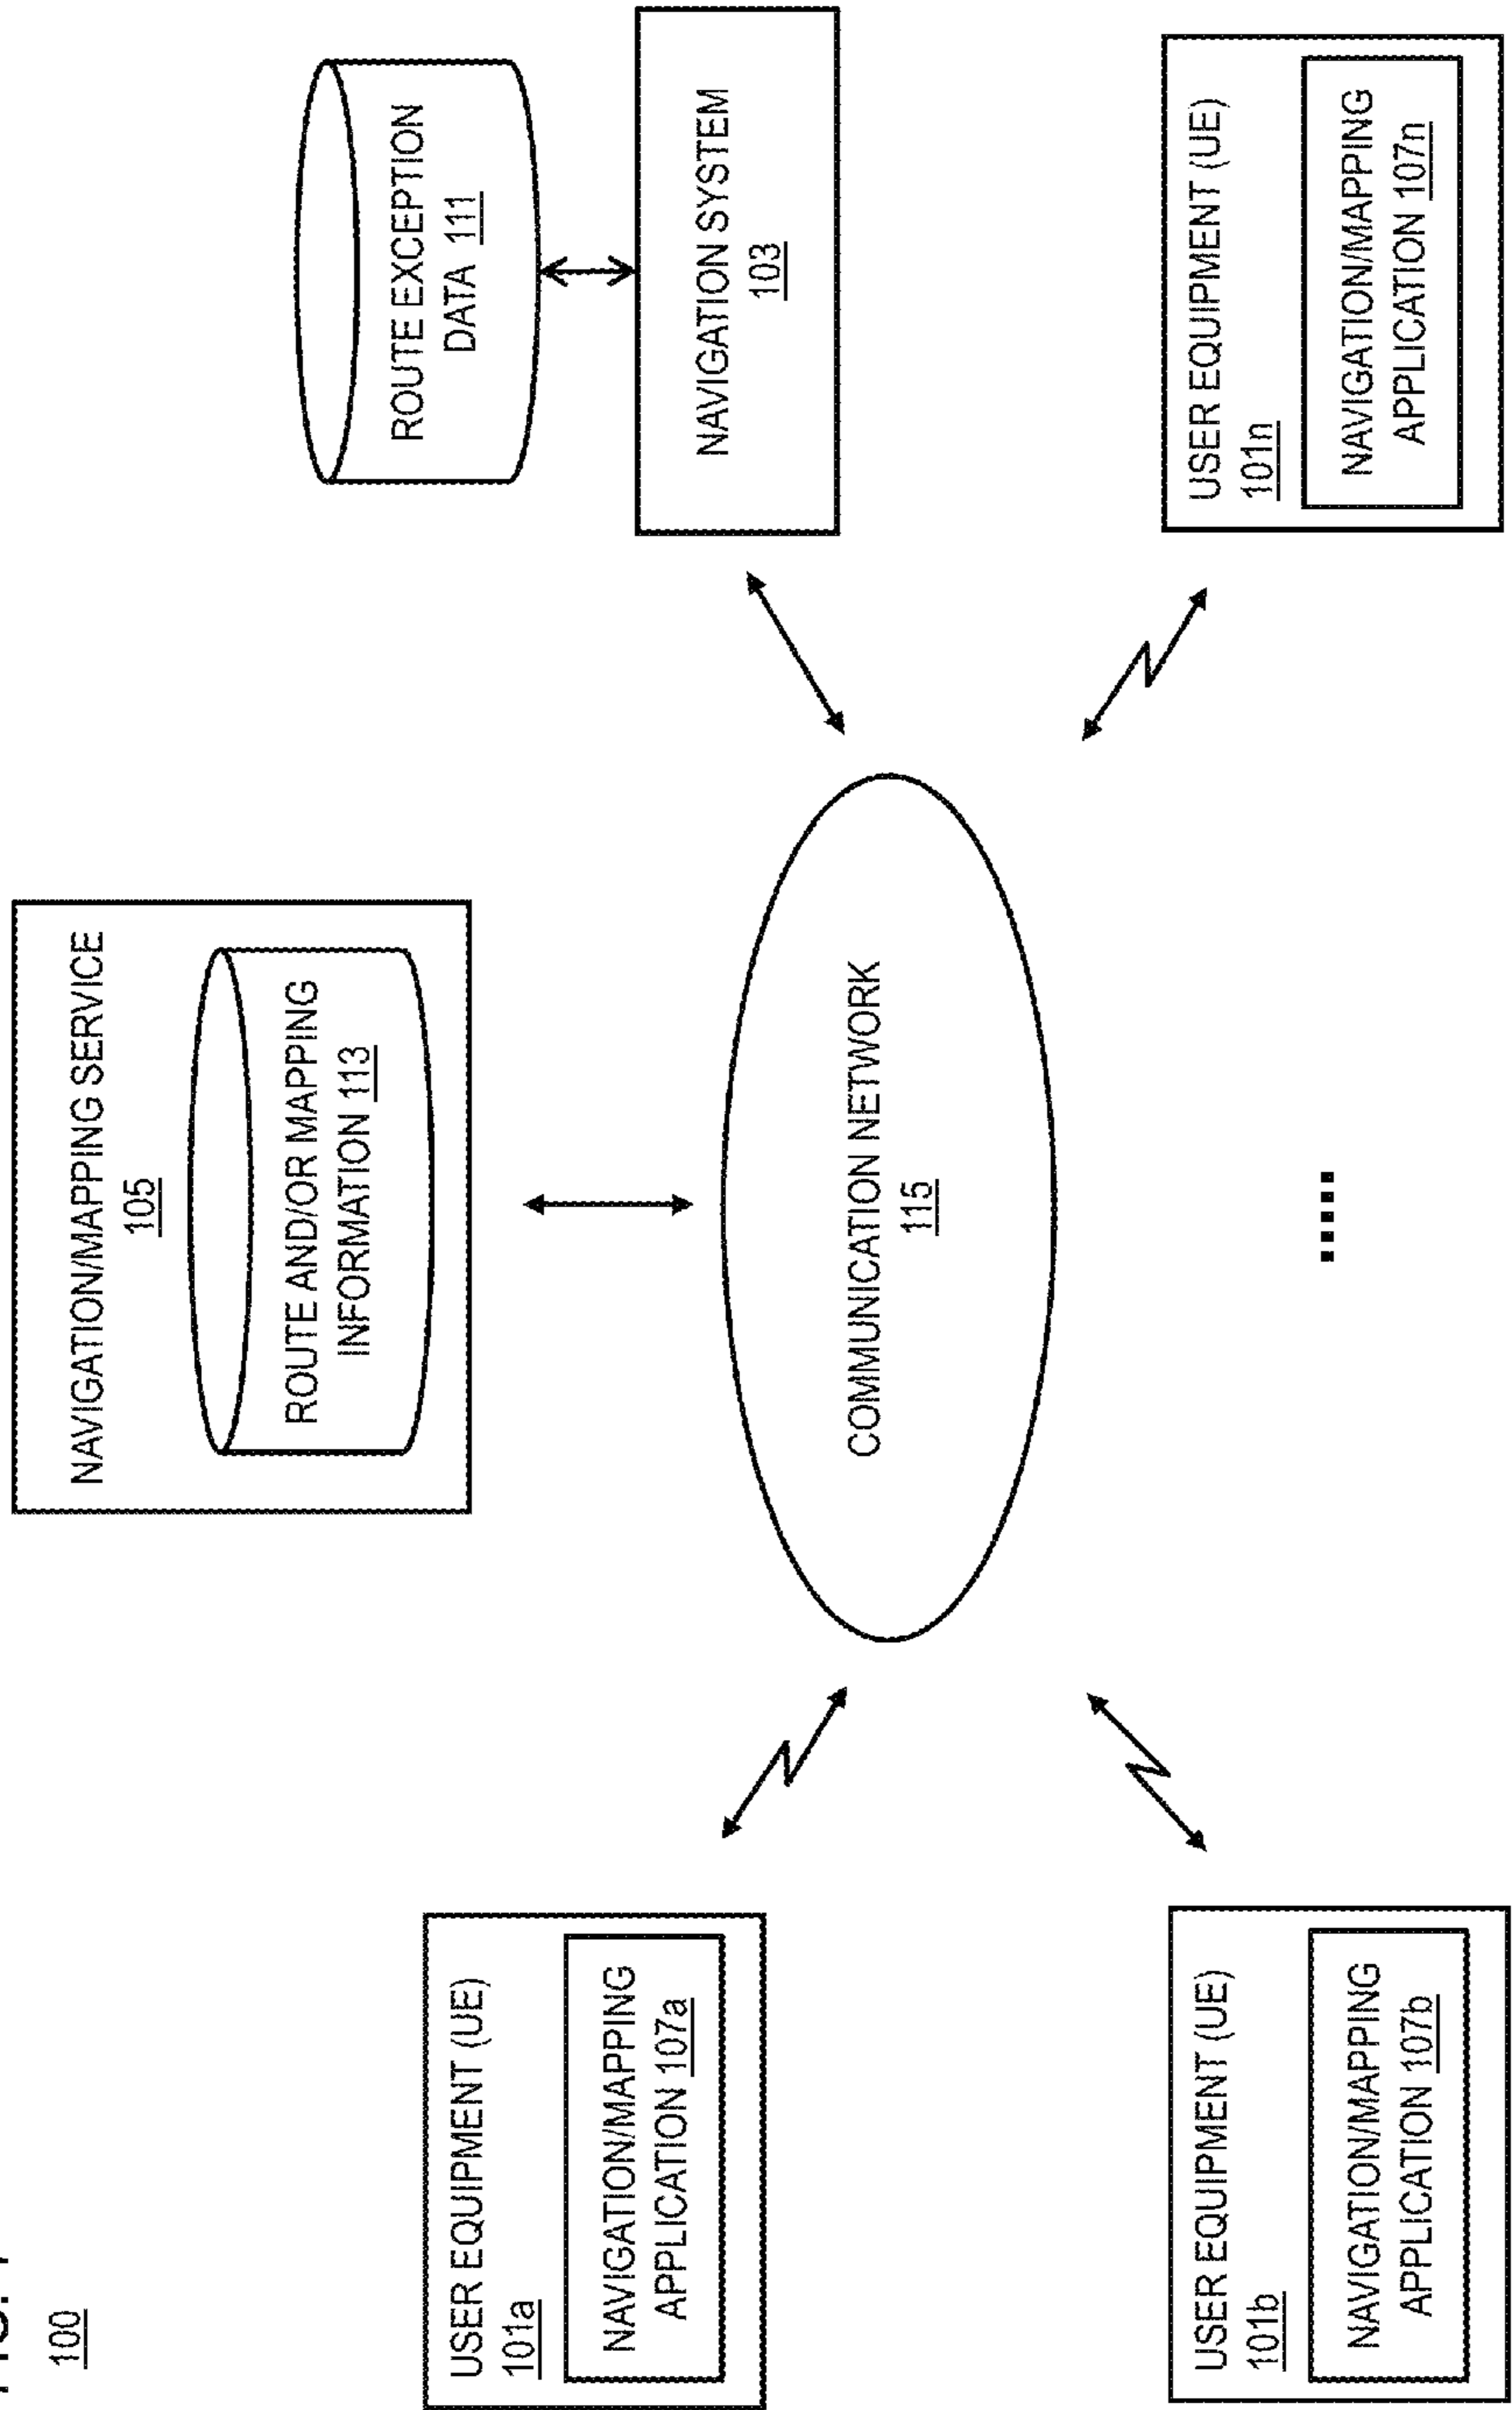 100
NAVIGATION/MAPPING SERVICE
105
ROUTE AND/OR MAPPING
INFORMATION 113
ROUTE EXCEPTION
DATA 111
NAVIGATION SYSTEM
103
USER EQUIPMENT (UE)
101a
NAVIGATION/MAPPING
APPLICATION 107a
COMMUNICATION NETWORK
115
USER EQUIPMENT (UE)
101b
NAVIGATION/MAPPING
APPLICATION 107b
.....
USER EQUIPMENT (UE)
101n
NAVIGATION/MAPPING
APPLICATION 107n